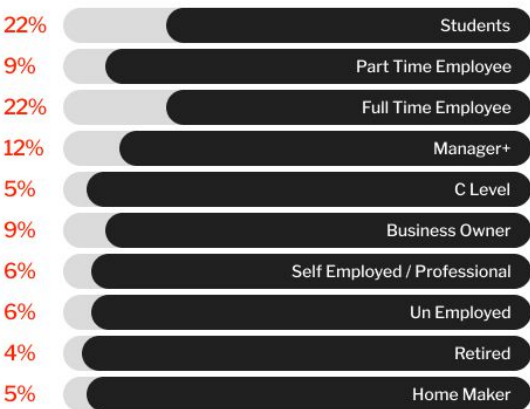 22% Students
9% Part Time Employee
22% Full Time Employee
12% Manager+
5% C Level
9% Business Owner
6% Self Employed / Professional
6% Un Employed
4% Retired
5% Home Maker